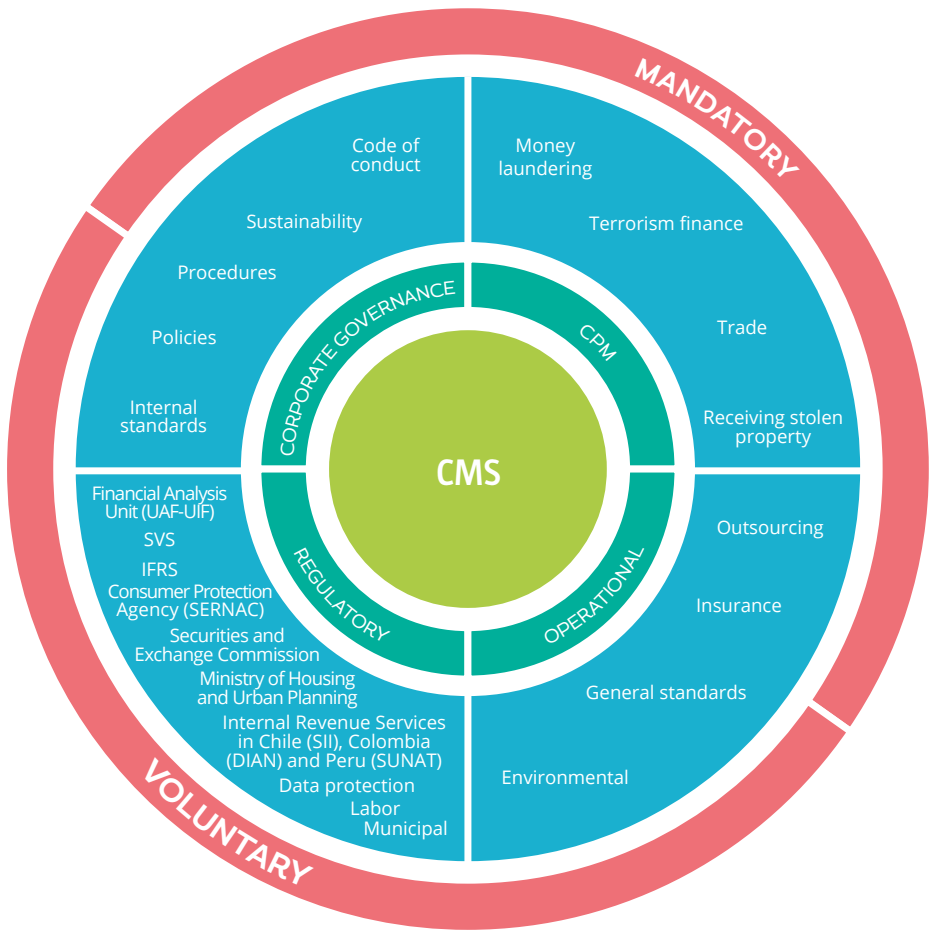 MANDATORY
Code of
conduct
Sustainability
Procedures
Policies
Internal
standards
Money
laundering
Terrorism finance
Trade
Receiving stolen
property
CORPORATE GOVERNANCE
CPM
CMS
REGULATORY
OPERATIONAL
Financial Analysis
Unit (UAF-UIF)
SVS
IFRS
Consumer Protection
Agency (SERNAC)
Securities and
Exchange Commission
Ministry of Housing
and Urban Planning
Internal Revenue Services
in Chile (SII), Colombia
(DIAN) and Peru (SUNAT)
Data protection
Labor
Municipal
Outsourcing
Insurance
General standards
Environmental
VOLUNTARY